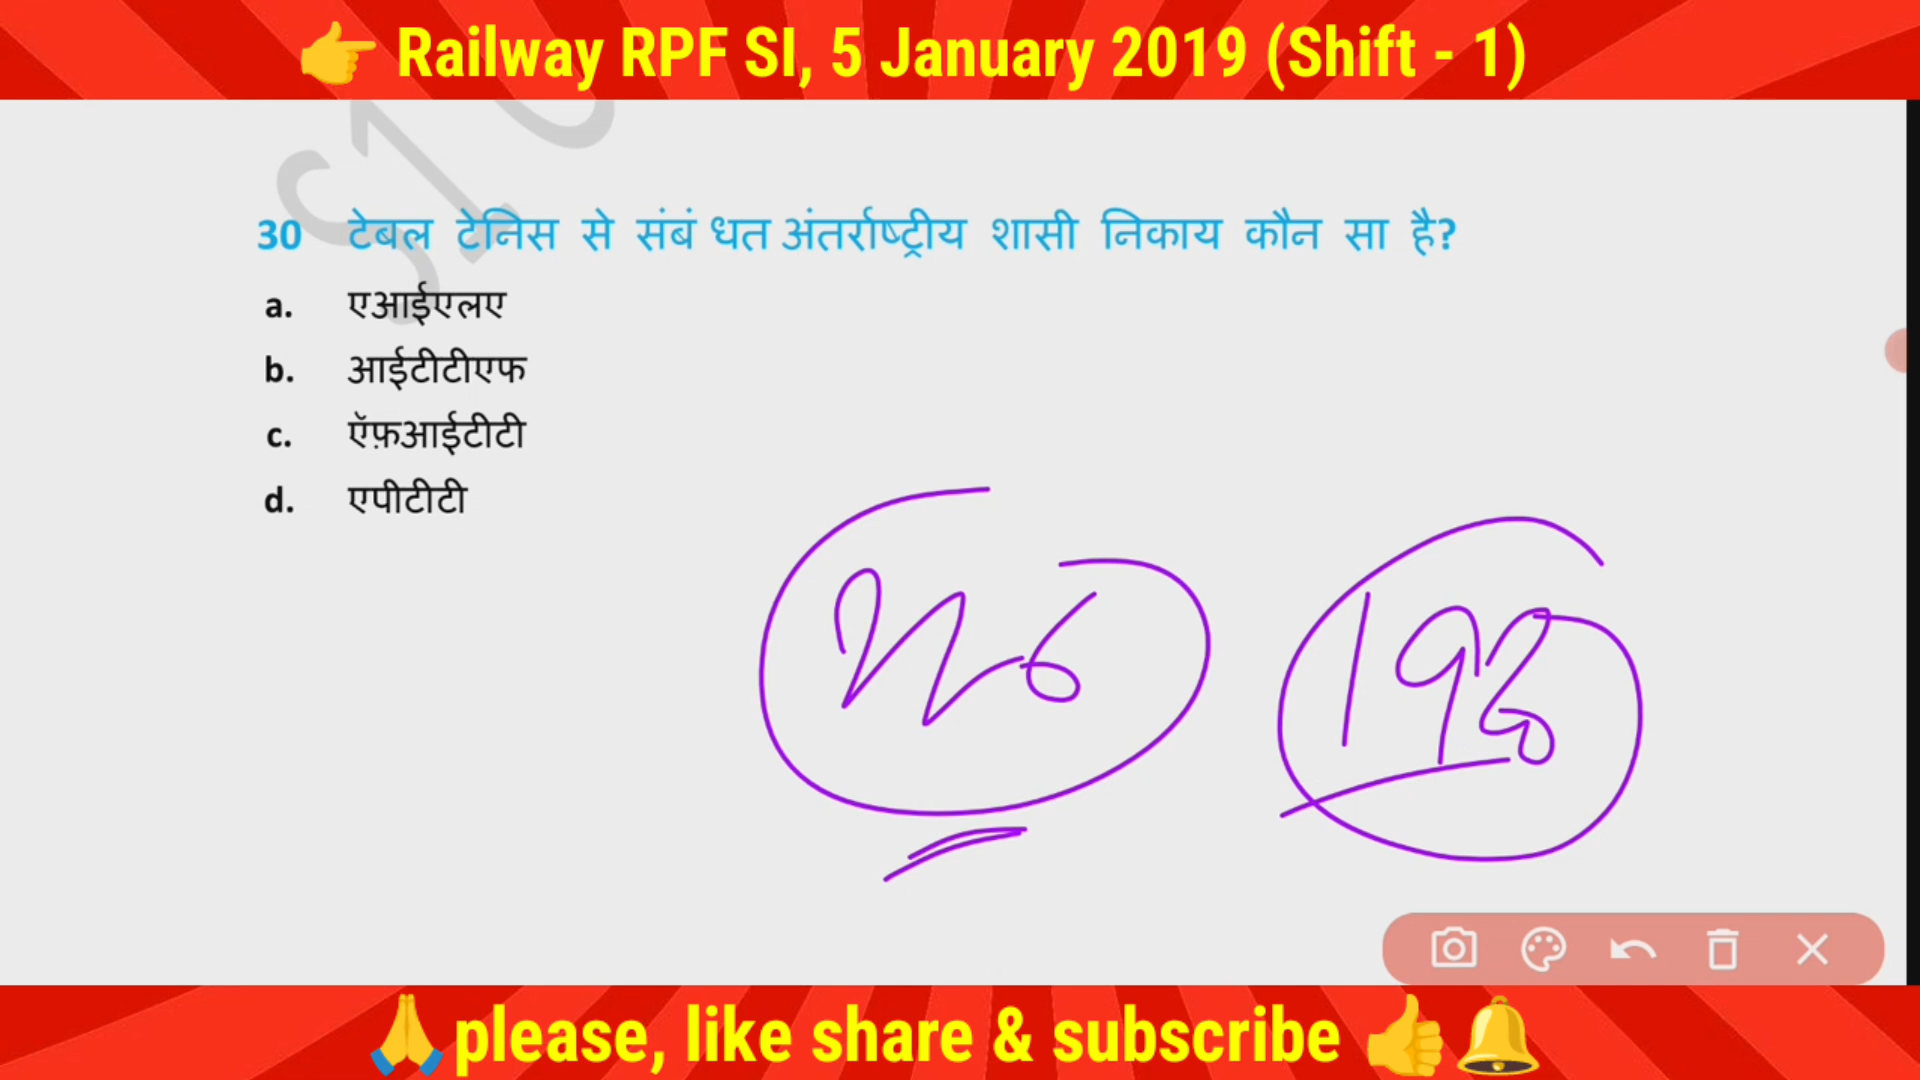 👉 Railway RPF SI, 5 January 2019 (Shift - 1)
30 टेबल टेनिस से संबं धत अंतर्राष्ट्रीय शासी निकाय कौन सा है?
a. एआईएलए
b. आईटीटीएफ
c. ऍफ़आईटीटी
d. एपीटीटी
🙏please, like share & subscribe 👍🔔